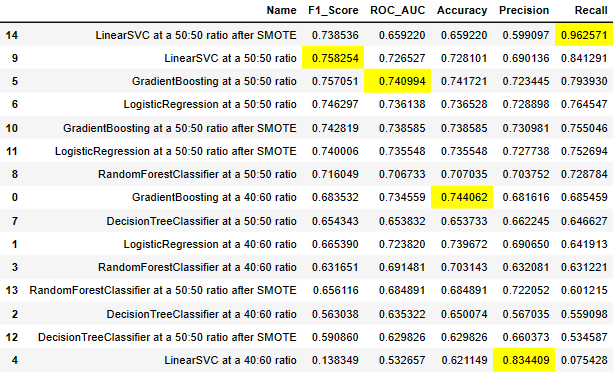 Name F1_Score ROC_AUC Accuracy Precision Recall
14 LinearSVC at a 50:50 ratio after SMOTE 0.738536 0.659220 0.659220 0.599097 0.962571
9 LinearSVC at a 50:50 ratio 0.758254 0.726527 0.728101 0.690136 0.841291
5 GradientBoosting at a 50:50 ratio 0.757051 0.740994 0.741721 0.723445 0.793930
6 LogisticRegression at a 50:50 ratio 0.746297 0.736138 0.736528 0.728898 0.764547
10 GradientBoosting at a 50:50 ratio after SMOTE 0.742819 0.738585 0.738585 0.730981 0.755046
11 LogisticRegression at a 50:50 ratio after SMOTE 0.740006 0.735548 0.735548 0.727738 0.752694
8 RandomForestClassifier at a 50:50 ratio 0.716049 0.706733 0.707035 0.703752 0.728784
0 GradientBoosting at a 40:60 ratio 0.683532 0.734559 0.744062 0.681616 0.685459
7 DecisionTreeClassifier at a 50:50 ratio 0.654343 0.653832 0.653733 0.662245 0.646627
1 LogisticRegression at a 40:60 ratio 0.665390 0.723820 0.739672 0.690650 0.641913
3 RandomForestClassifier at a 40:60 ratio 0.631651 0.691481 0.703143 0.632081 0.631221
13 RandomForestClassifier at a 50:50 ratio after SMOTE 0.656116 0.684891 0.684891 0.722052 0.601215
2 DecisionTreeClassifier at a 40:60 ratio 0.563038 0.635322 0.650074 0.567035 0.559098
12 DecisionTreeClassifier at a 50:50 ratio after SMOTE 0.590860 0.629826 0.629826 0.660373 0.534587
4 LinearSVC at a 40:60 ratio 0.138349 0.532657 0.621149 0.834409 0.075428